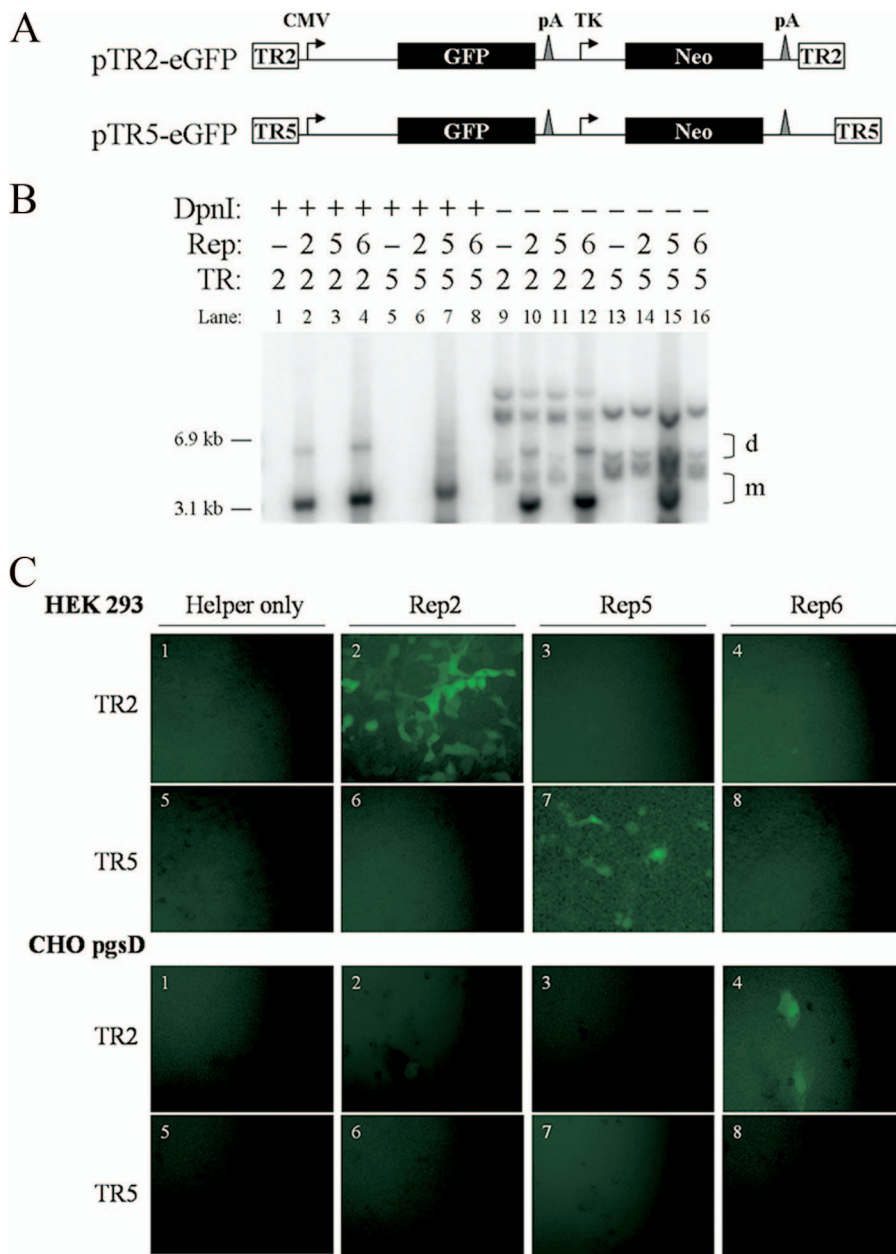 A
CMV pA TK pA
pTR2-eGFP TR2 GFP Neo TR2
pTR5-eGFP TR5 GFP Neo TR5
B
DpnI: + + + + + + + + – – – – – – – –
Rep: – 2 5 6 – 2 5 6 – 2 5 6 – 2 5 6
TR: 2 2 2 2 5 5 5 5 2 2 2 2 5 5 5 5
Lane: 1 2 3 4 5 6 7 8 9 10 11 12 13 14 15 16
6.9 kb
d
m
3.1 kb
C
HEK 293 Helper only Rep2 Rep5 Rep6
TR2 1 2 3 4
TR5 5 6 7 8
CHO pgsD
TR2 1 2 3 4
TR5 5 6 7 8